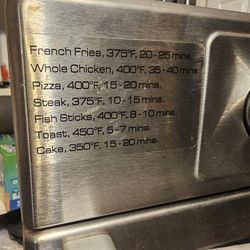 French Fries, 375°F, 20-25 mins.
Whole Chicken, 400°F, 35-40 mins.
Pizza, 400°F, 15-20 mins.
Steak, 375°F, 10-15 mins.
Fish Sticks, 400°F, 8-10 mins.
Toast, 450°F, 5-7 mins.
Cake, 350°F, 15-20 mins.